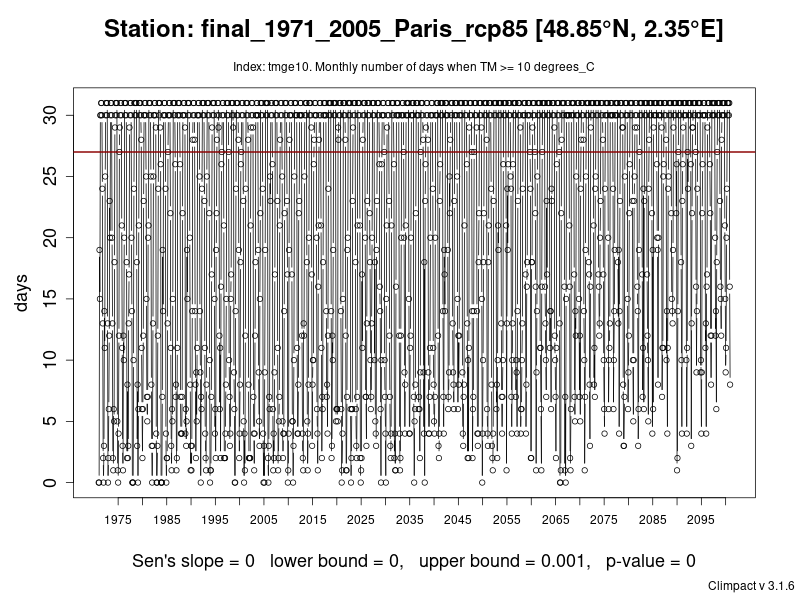 Station: final_1971_2005_Paris_rcp85 [48.85°N, 2.35°E]
Index: tmge10. Monthly number of days when TM >= 10 degrees_C
days
30
25
20
15
10
5
0
1975 1985 1995 2005 2015 2025 2035 2045 2055 2065 2075 2085 2095
Sen's slope = 0 lower bound = 0, upper bound = 0.001, p-value = 0
Climpact v 3.1.6